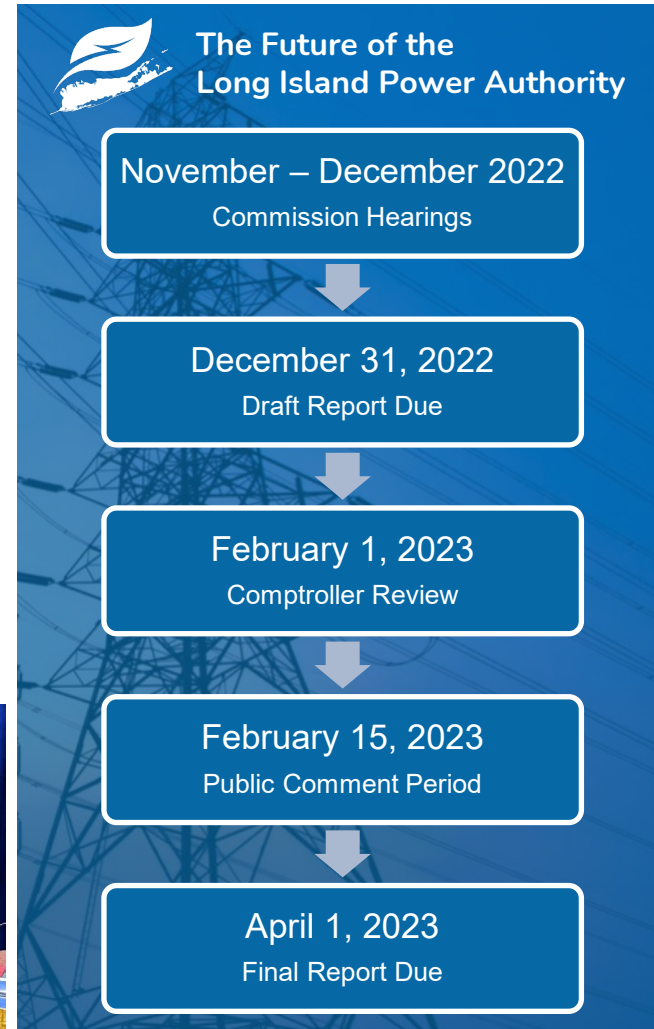 The Future of the
Long Island Power Authority
November – December 2022
Commission Hearings
December 31, 2022
Draft Report Due
February 1, 2023
Comptroller Review
February 15, 2023
Public Comment Period
April 1, 2023
Final Report Due